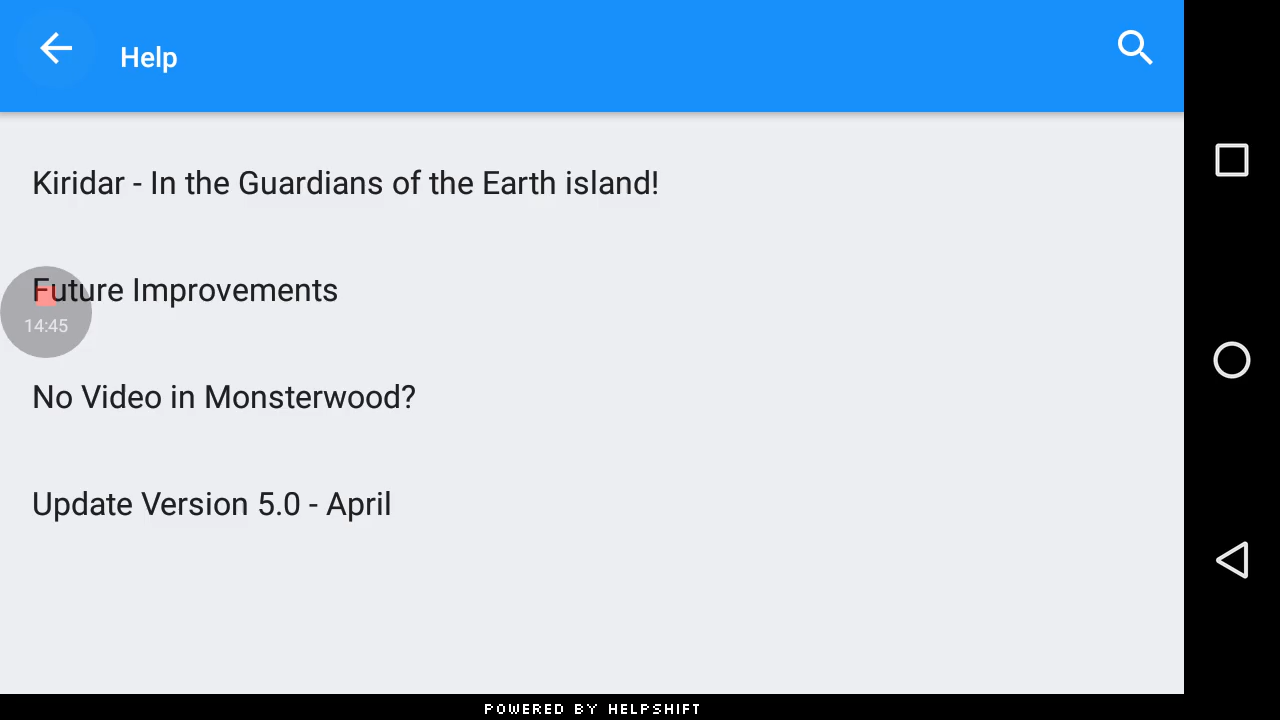 Help
Kiridar - In the Guardians of the Earth island!
Future Improvements
14:45
No Video in Monsterwood?
Update Version 5.0 - April
POWERED BY HELPSHIFT